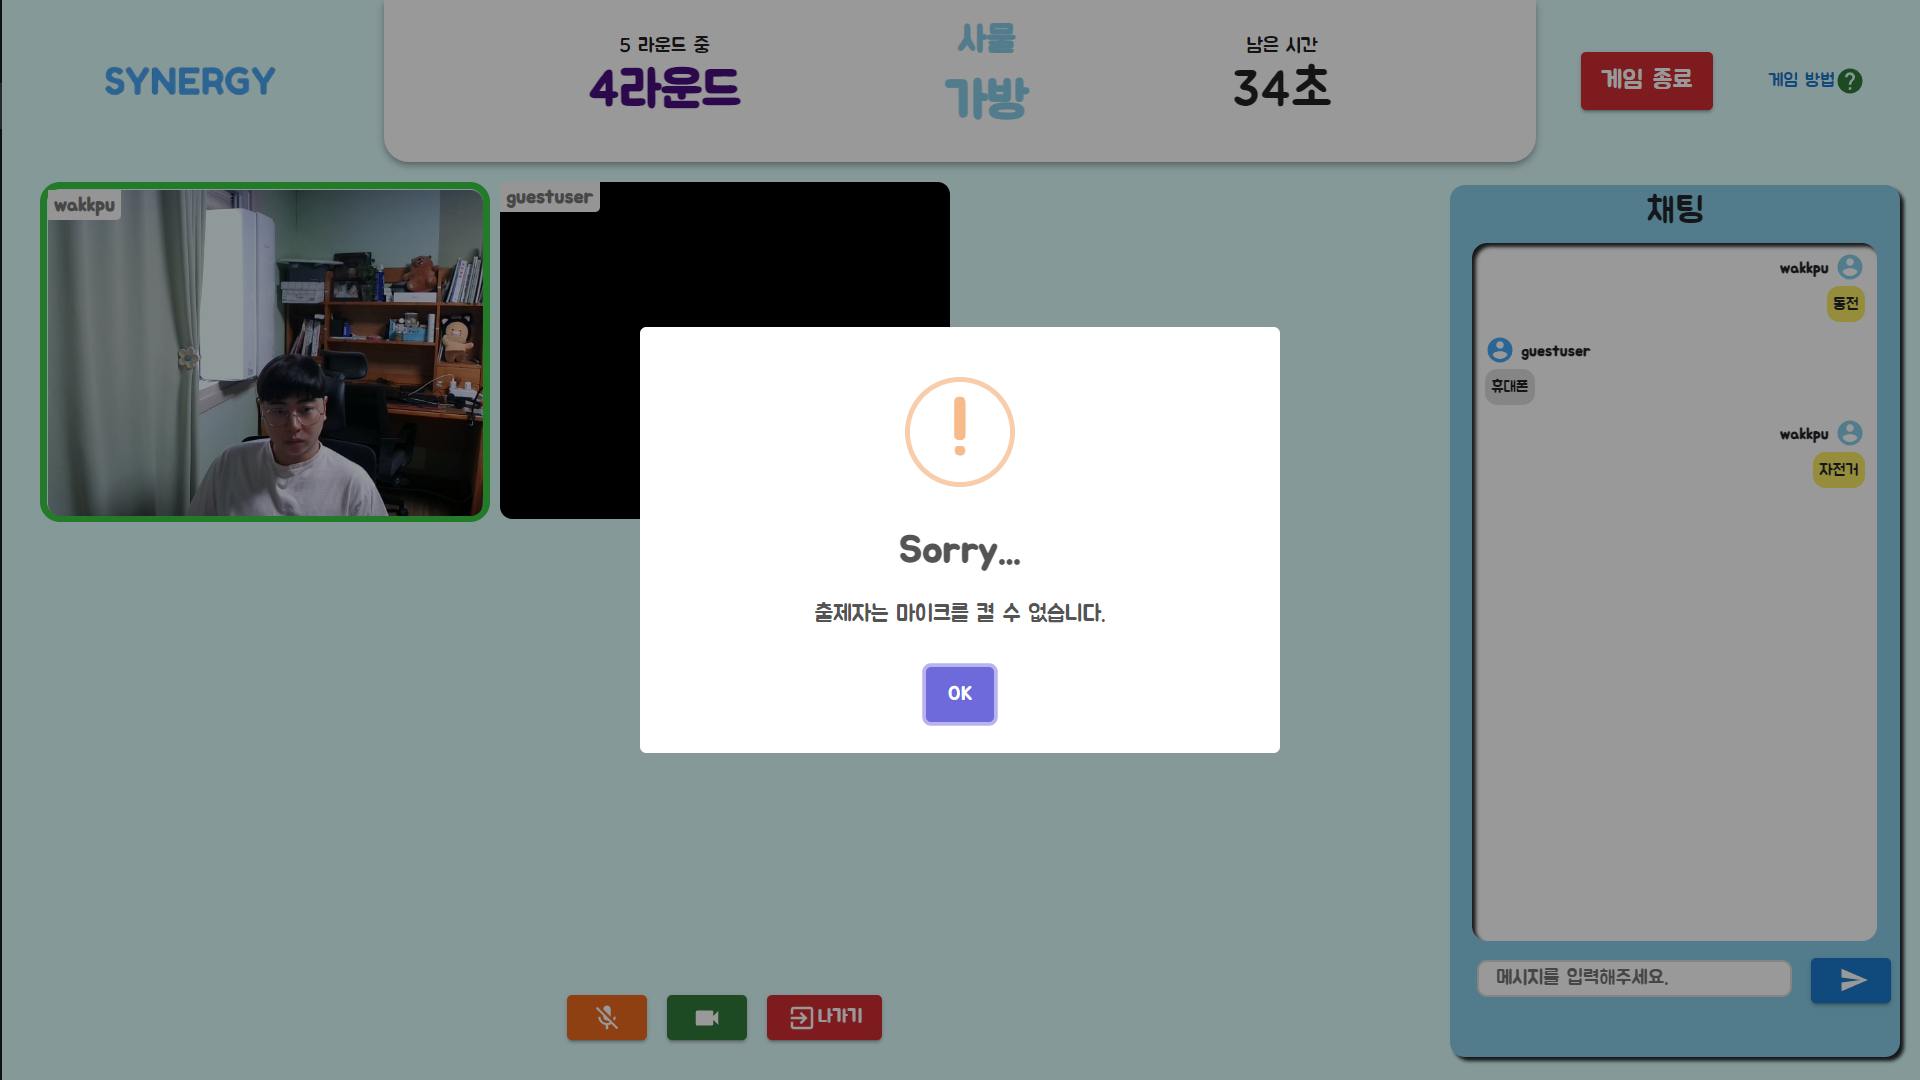 SYNERGY
5 라운드 중
4라운드
사물
가방
남은 시간
34초
게임 종료
게임 방법
wakkpu
guestuser
채팅
wakkpu
동전
guestuser
휴대폰
wakkpu
자전거
Sorry...
출제자는 마이크를 켤 수 없습니다.
OK
나가기
메시지를 입력해주세요.